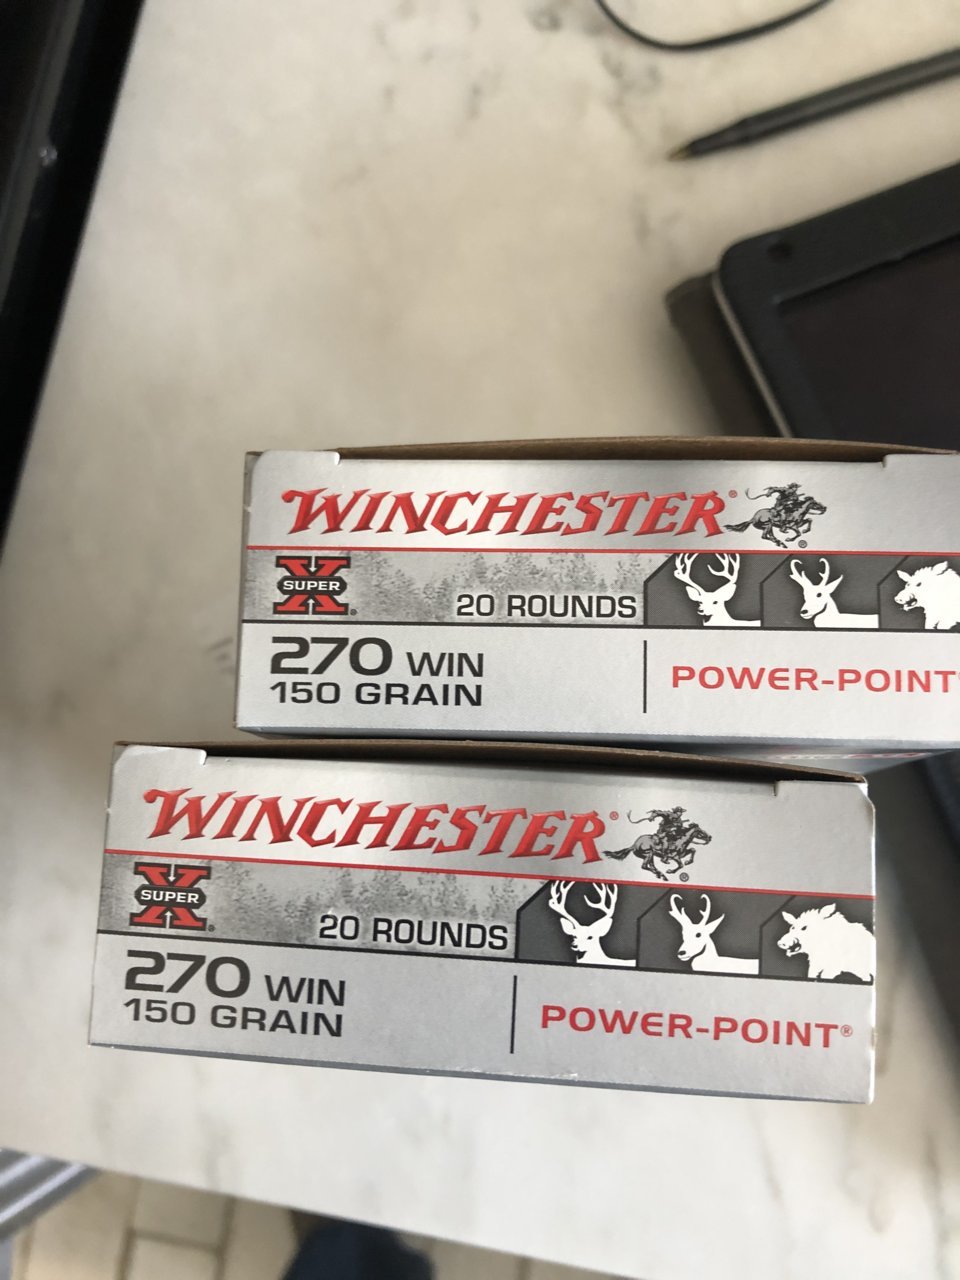 WINCHESTER®
X
SUPER
20 ROUNDS
270 WIN
150 GRAIN
POWER-POINT®
WINCHESTER®
X
SUPER
20 ROUNDS
270 WIN
150 GRAIN
POWER-POINT®